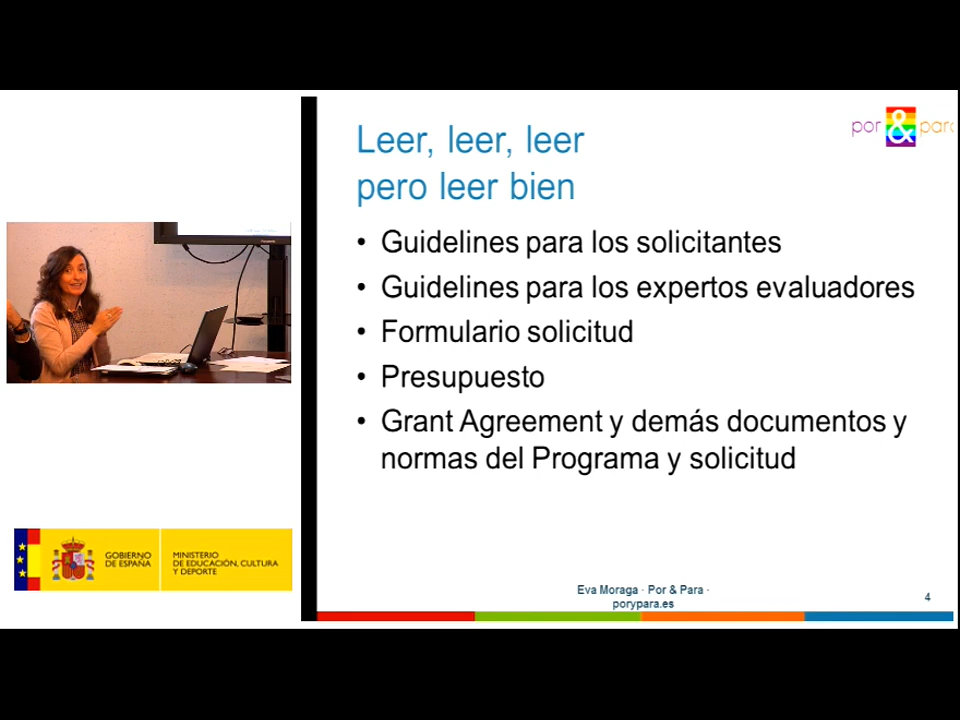 Leer, leer, leer
pero leer bien
por & para
• Guidelines para los solicitantes
• Guidelines para los expertos evaluadores
• Formulario solicitud
• Presupuesto
• Grant Agreement y demás documentos y
normas del Programa y solicitud
GOBIERNO
DE ESPAÑA
MINISTERIO
DE EDUCACIÓN, CULTURA
Y DEPORTE
Eva Moraga · Por & Para ·
porypara.es
4